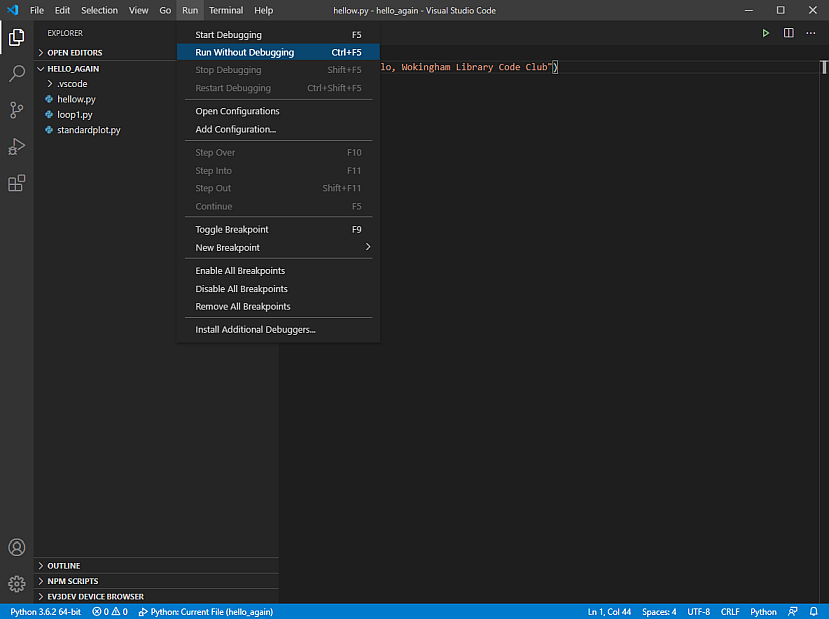 File Edit Selection View Go Run Terminal Help hellow.py - hello_again - Visual Studio Code
EXPLORER
OPEN EDITORS
HELLO_AGAIN
.vscode
hellow.py
loop1.py
standardplot.py
Start Debugging F5
Run Without Debugging Ctrl+F5
Stop Debugging Shift+F5
Restart Debugging Ctrl+Shift+F5
Open Configurations
Add Configuration...
Step Over F10
Step Into F11
Step Out Shift+F11
Continue F5
Toggle Breakpoint F9
New Breakpoint
Enable All Breakpoints
Disable All Breakpoints
Remove All Breakpoints
Install Additional Debuggers...
lo, Wokingham Library Code Club")
OUTLINE
NPM SCRIPTS
EV3DEV DEVICE BROWSER
Python 3.6.2 64-bit 0 0 Python: Current File (hello_again) Ln 1, Col 44 Spaces: 4 UTF-8 CRLF Python